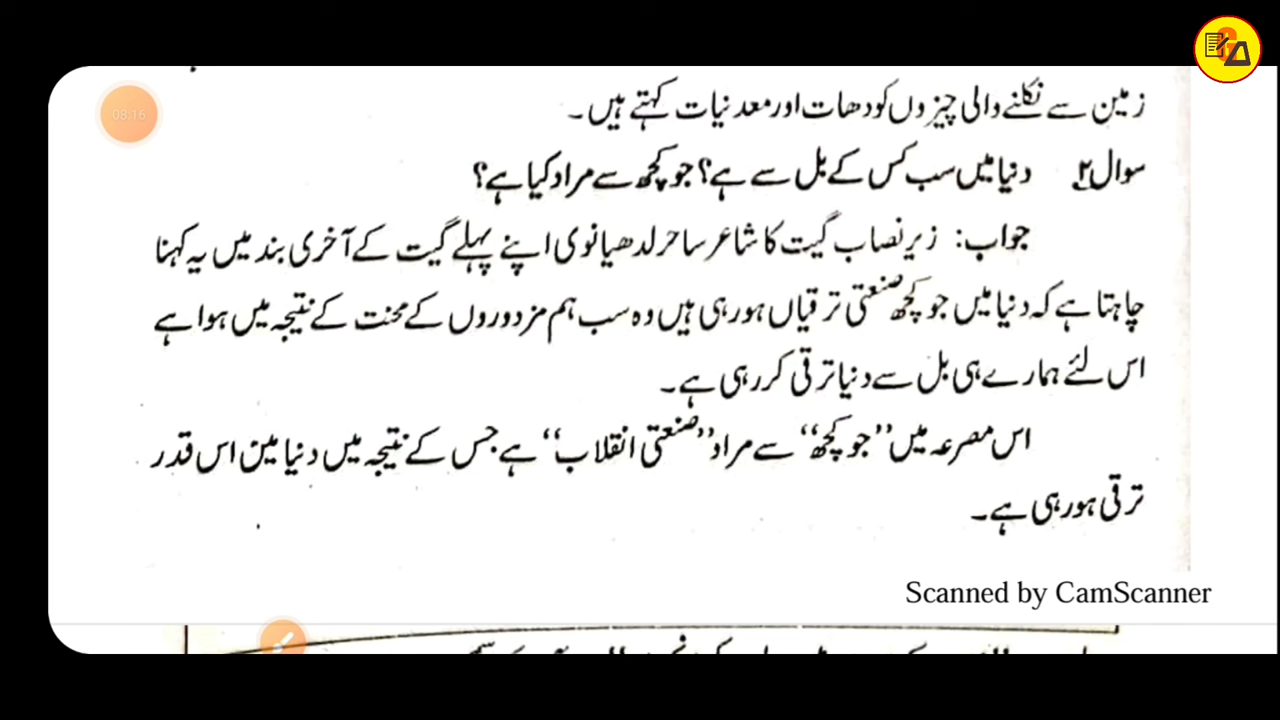 08:16
زمین سے نکلنے والی چیزوں کو دھات اور معدنیات کہتے ہیں۔
سوال ۲ دنیا میں سب کس کے بل سے ہے؟ جو کچھ سے مراد کیا ہے؟
جواب: زیر نصاب گیت کا شاعر ساحر لدھیانوی اپنے پہلے گیت کے آخری بند میں یہ کہنا
چاہتا ہے کہ دنیا میں جو کچھ صنعتی ترقیاں ہو رہی ہیں وہ سب ہم مزدوروں کے محنت کے نتیجہ میں ہوا ہے
اس لئے ہمارے ہی بل سے دنیا ترقی کر رہی ہے۔
اس مصرعہ میں ’’جو کچھ‘‘ سے مراد ’’صنعتی انقلاب‘‘ ہے جس کے نتیجہ میں دنیا میں اس قدر
ترقی ہو رہی ہے۔
Scanned by CamScanner